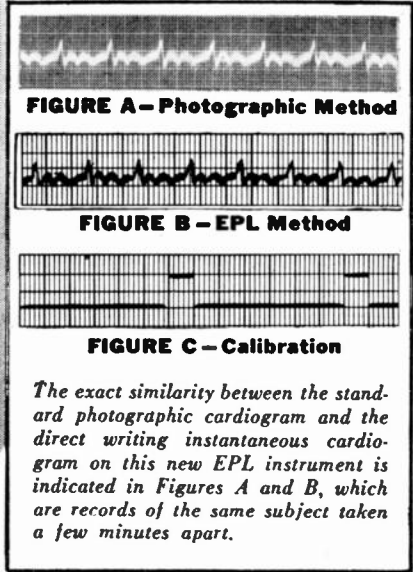 FIGURE A—Photographic Method
FIGURE B—EPL Method
FIGURE C—Calibration
The exact similarity between the stand-
ard photographic cardiogram and the
direct writing instantaneous cardio-
gram on this new EPL instrument is
indicated in Figures A and B, which
are records of the same subject taken
a few minutes apart.